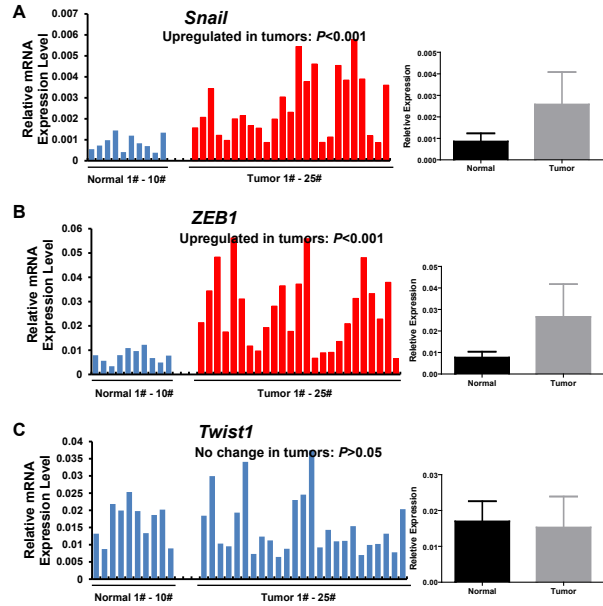 A
Snail
Upregulated in tumors: P<0.001
Relative mRNA
Expression Level
0.007
0.006
0.005
0.004
0.003
0.002
0.001
Normal 1# - 10#
Tumor 1# - 25#
Reletive Expression
0.006
0.005
0.004
0.003
0.002
0.001
0.000
Normal
Tumor
B
ZEB1
Upregulated in tumors: P<0.001
Relative mRNA
Expression Level
0.06
0.05
0.04
0.03
0.02
0.01
0
Normal 1# - 10#
Tumor 1# - 25#
Reletive Expression
0.05
0.04
0.03
0.02
0.01
0.00
Normal
Tumor
C
Twist1
No change in tumors: P>0.05
Relative mRNA
Expression Level
0.04
0.035
0.03
0.025
0.02
0.015
0.01
0.005
0
Normal 1# - 10#
Tumor 1# - 25#
Reletive Expression
0.03
0.02
0.01
0.00
Normal
Tumor